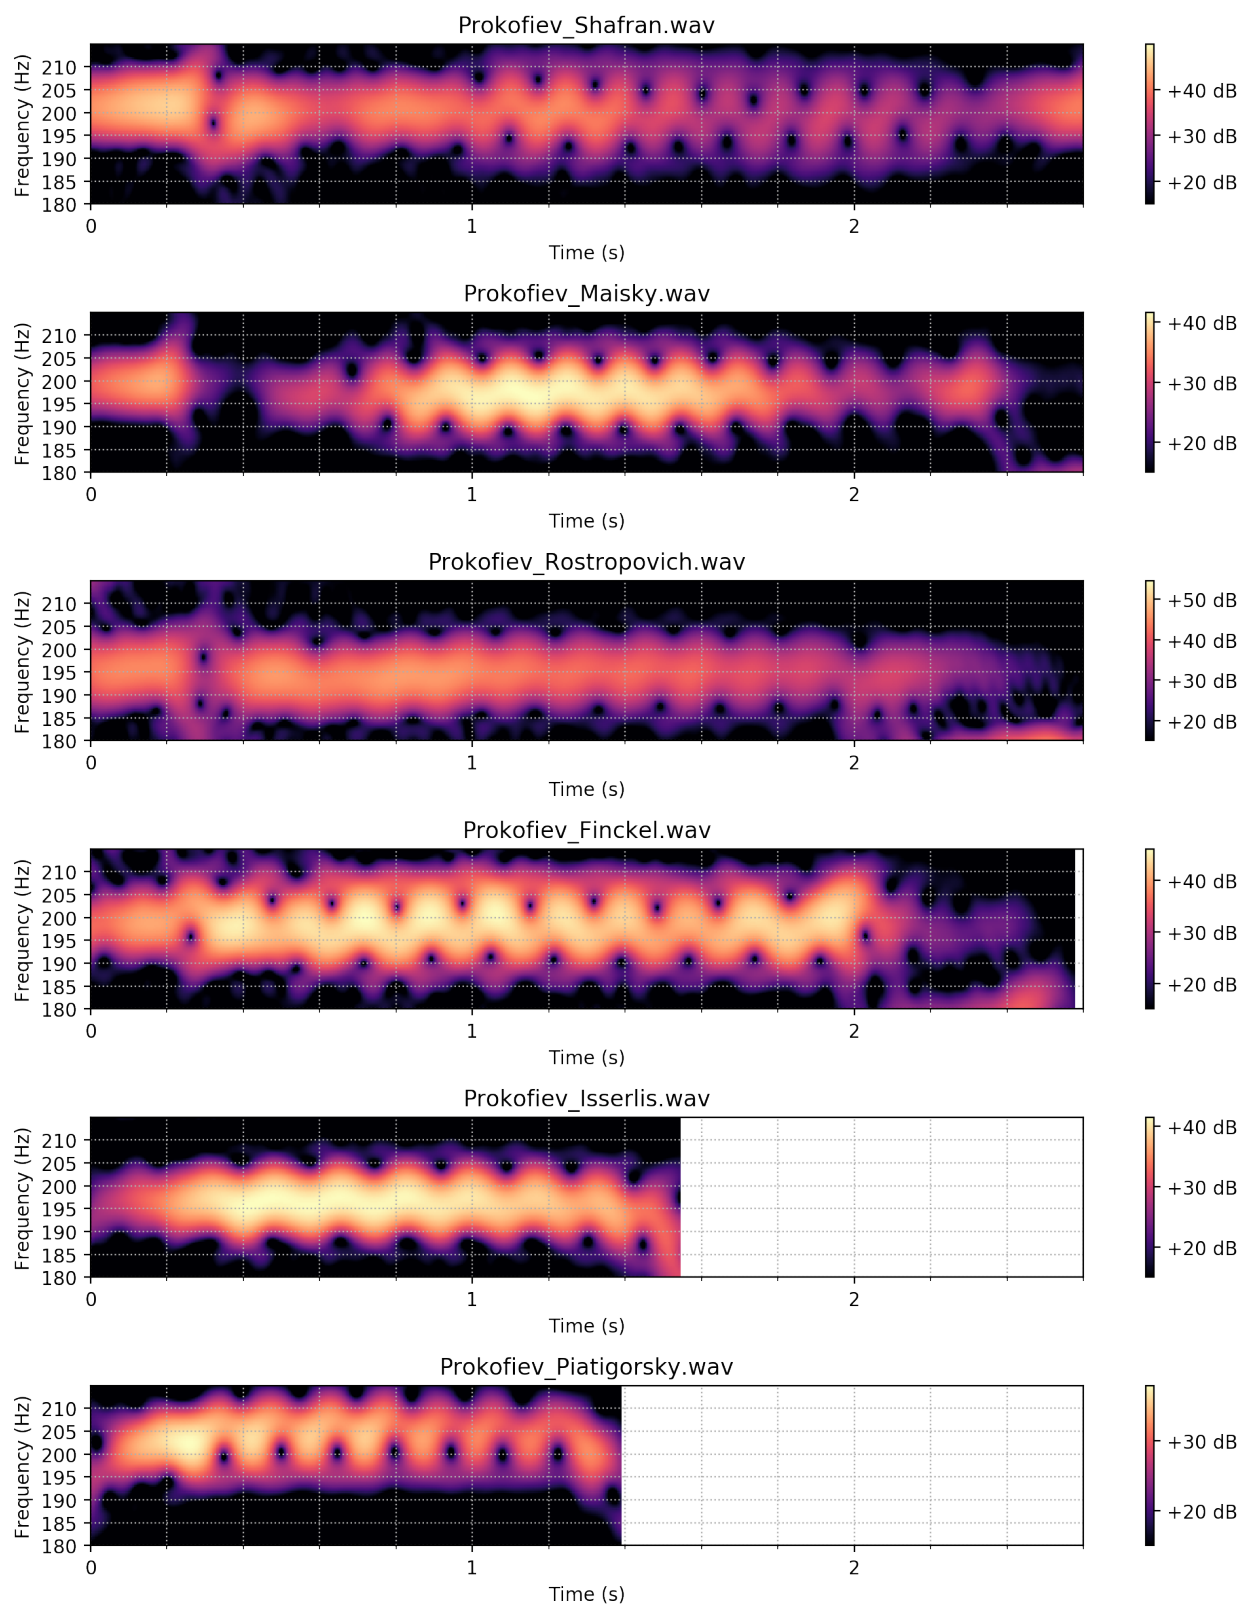 Prokofiev_Shafran.wav
Frequency (Hz)
210
205
200
195
190
185
180
0 1 2
Time (s)
+40 dB
+30 dB
+20 dB
Prokofiev_Maisky.wav
Frequency (Hz)
210
205
200
195
190
185
180
0 1 2
Time (s)
+40 dB
+30 dB
+20 dB
Prokofiev_Rostropovich.wav
Frequency (Hz)
210
205
200
195
190
185
180
0 1 2
Time (s)
+50 dB
+40 dB
+30 dB
+20 dB
Prokofiev_Finckel.wav
Frequency (Hz)
210
205
200
195
190
185
180
0 1 2
Time (s)
+40 dB
+30 dB
+20 dB
Prokofiev_Isserlis.wav
Frequency (Hz)
210
205
200
195
190
185
180
0 1 2
Time (s)
+40 dB
+30 dB
+20 dB
Prokofiev_Piatigorsky.wav
Frequency (Hz)
210
205
200
195
190
185
180
0 1 2
Time (s)
+30 dB
+20 dB